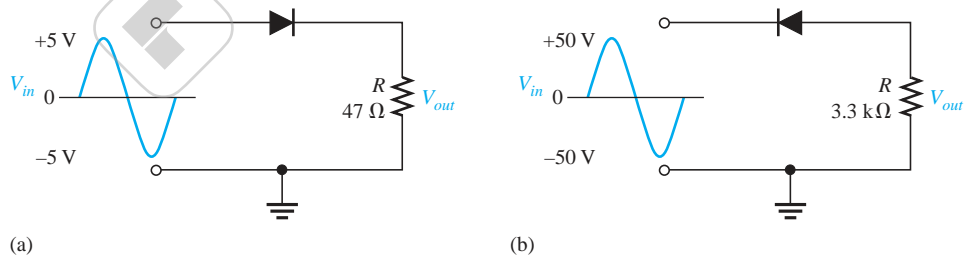 +5 V
V_in 0
–5 V
R
47 Ω
V_out
(a)
+50 V
V_in 0
–50 V
R
3.3 kΩ
V_out
(b)